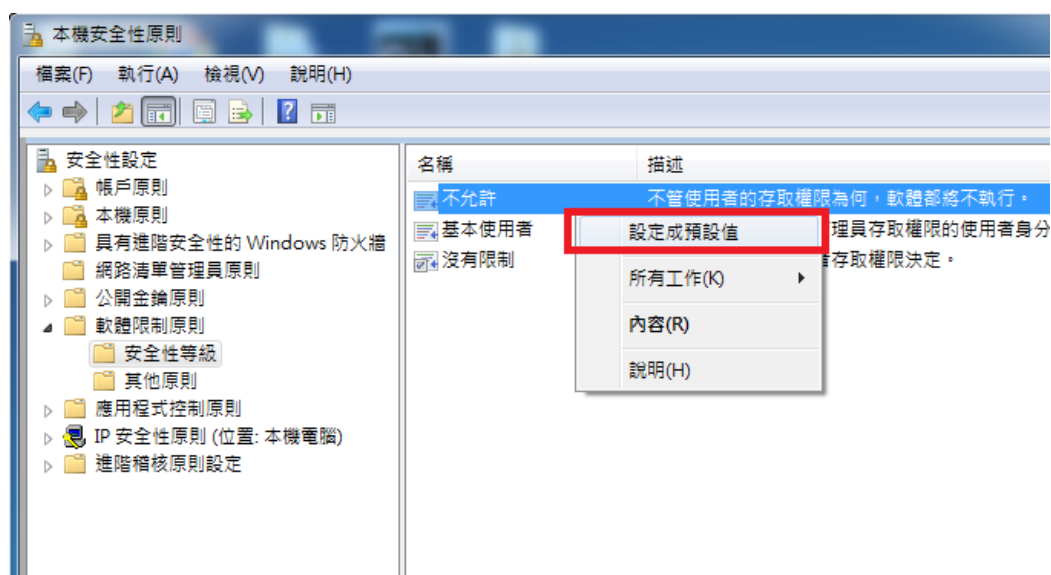 本機安全性原則
檔案(F) 執行(A) 檢視(V) 說明(H)
安全性設定
帳戶原則
本機原則
具有進階安全性的 Windows 防火牆
網路清單管理員原則
公開金鑰原則
軟體限制原則
安全性等級
其他原則
應用程式控制原則
IP 安全性原則 (位置: 本機電腦)
進階稽核原則設定
名稱 描述
不允許 不管使用者的存取權限為何，軟體都將不執行。
基本使用者 理員存取權限的使用者身分
沒有限制 存取權限決定。
設定成預設值
所有工作(K)
內容(R)
說明(H)